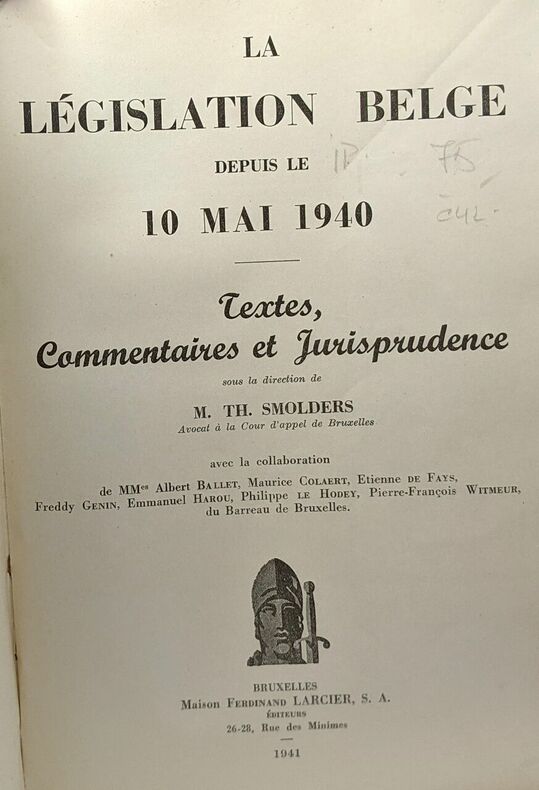 LA
LÉGISLATION BELGE
DEPUIS LE
10 MAI 1940
75
Textes,
Commentaires et Jurisprudence
sous la direction de
M. TH. SMOLDERS
Avocat à la Cour d'appel de Bruxelles
avec la collaboration
de MMes Albert BALLET, Maurice COLAERT, Etienne DE FAYS,
Freddy GENIN, Emmanuel HAROU, Philippe LE HODEY, Pierre-François WITMEUR,
du Barreau de Bruxelles.
BRUXELLES
Maison FERDINAND LARCIER, S. A.
ÉDITEURS
26-28, Rue des Minimes
1941